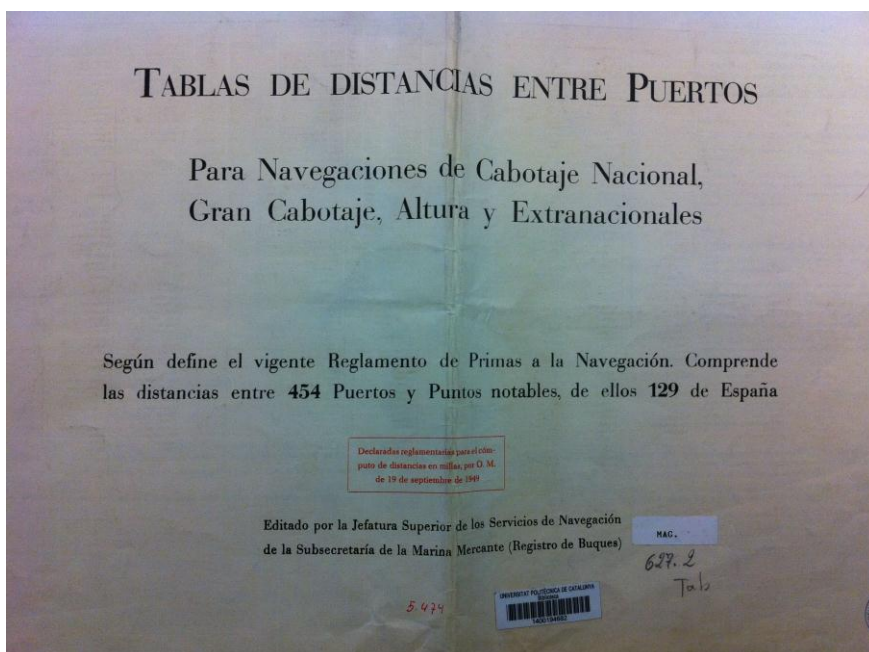 TABLAS DE DISTANCIAS ENTRE PUERTOS
Para Navegaciones de Cabotaje Nacional,
Gran Cabotaje, Altura y Extranacionales
Según define el vigente Reglamento de Primas a la Navegación. Comprende
las distancias entre 454 Puertos y Puntos notables, de ellos 129 de España
Declaradas reglamentarias para el cóm-
puto de distancias en millas, por O. M.
de 19 de septiembre de 1949
Editado por la Jefatura Superior de los Servicios de Navegación
de la Subsecretaría de la Marina Mercante (Registro de Buques)
MAG.
627.2
Tab
5.474
UNIVERSITAT POLITÈCNICA DE CATALUNYA
Biblioteca
1400194692